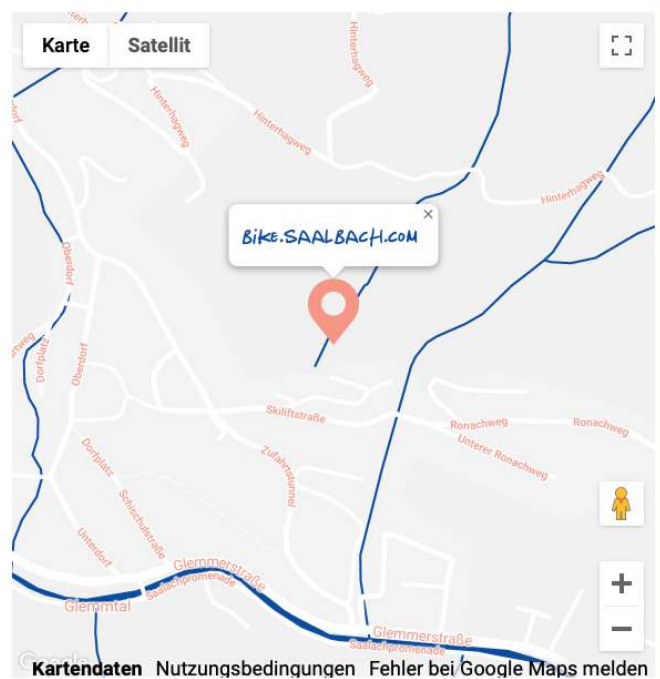 Karte Satellit
Hinterhagweg
Hinterhagweg
Hinterhagweg
Hinterhagweg
BiKE.SAALBACH.COM
Oberdorf
Dorfplatz
Oberdorf
Skiliftstraße
Ronachweg
Ronachweg
Unterer Ronachweg
Dorfplatz
Zufahrtstunnel
Schischulstraße
Unterdorf
Glemmerstraße
Saalachpromenade
Glemmtal
Glemmerstraße
Saalachpromenade
Google
Kartendaten Nutzungsbedingungen Fehler bei Google Maps melden